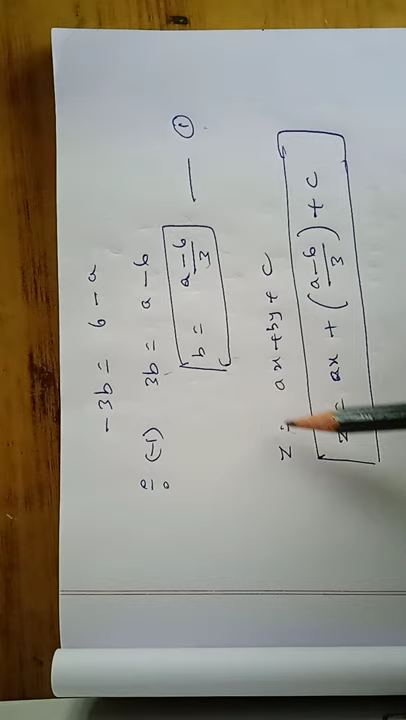 -3b = 6 - a
÷ (-1) 3b = a - 6
b = a-6/3 — ①
z = ax + by + c
z = ax + (a-6/3) + c